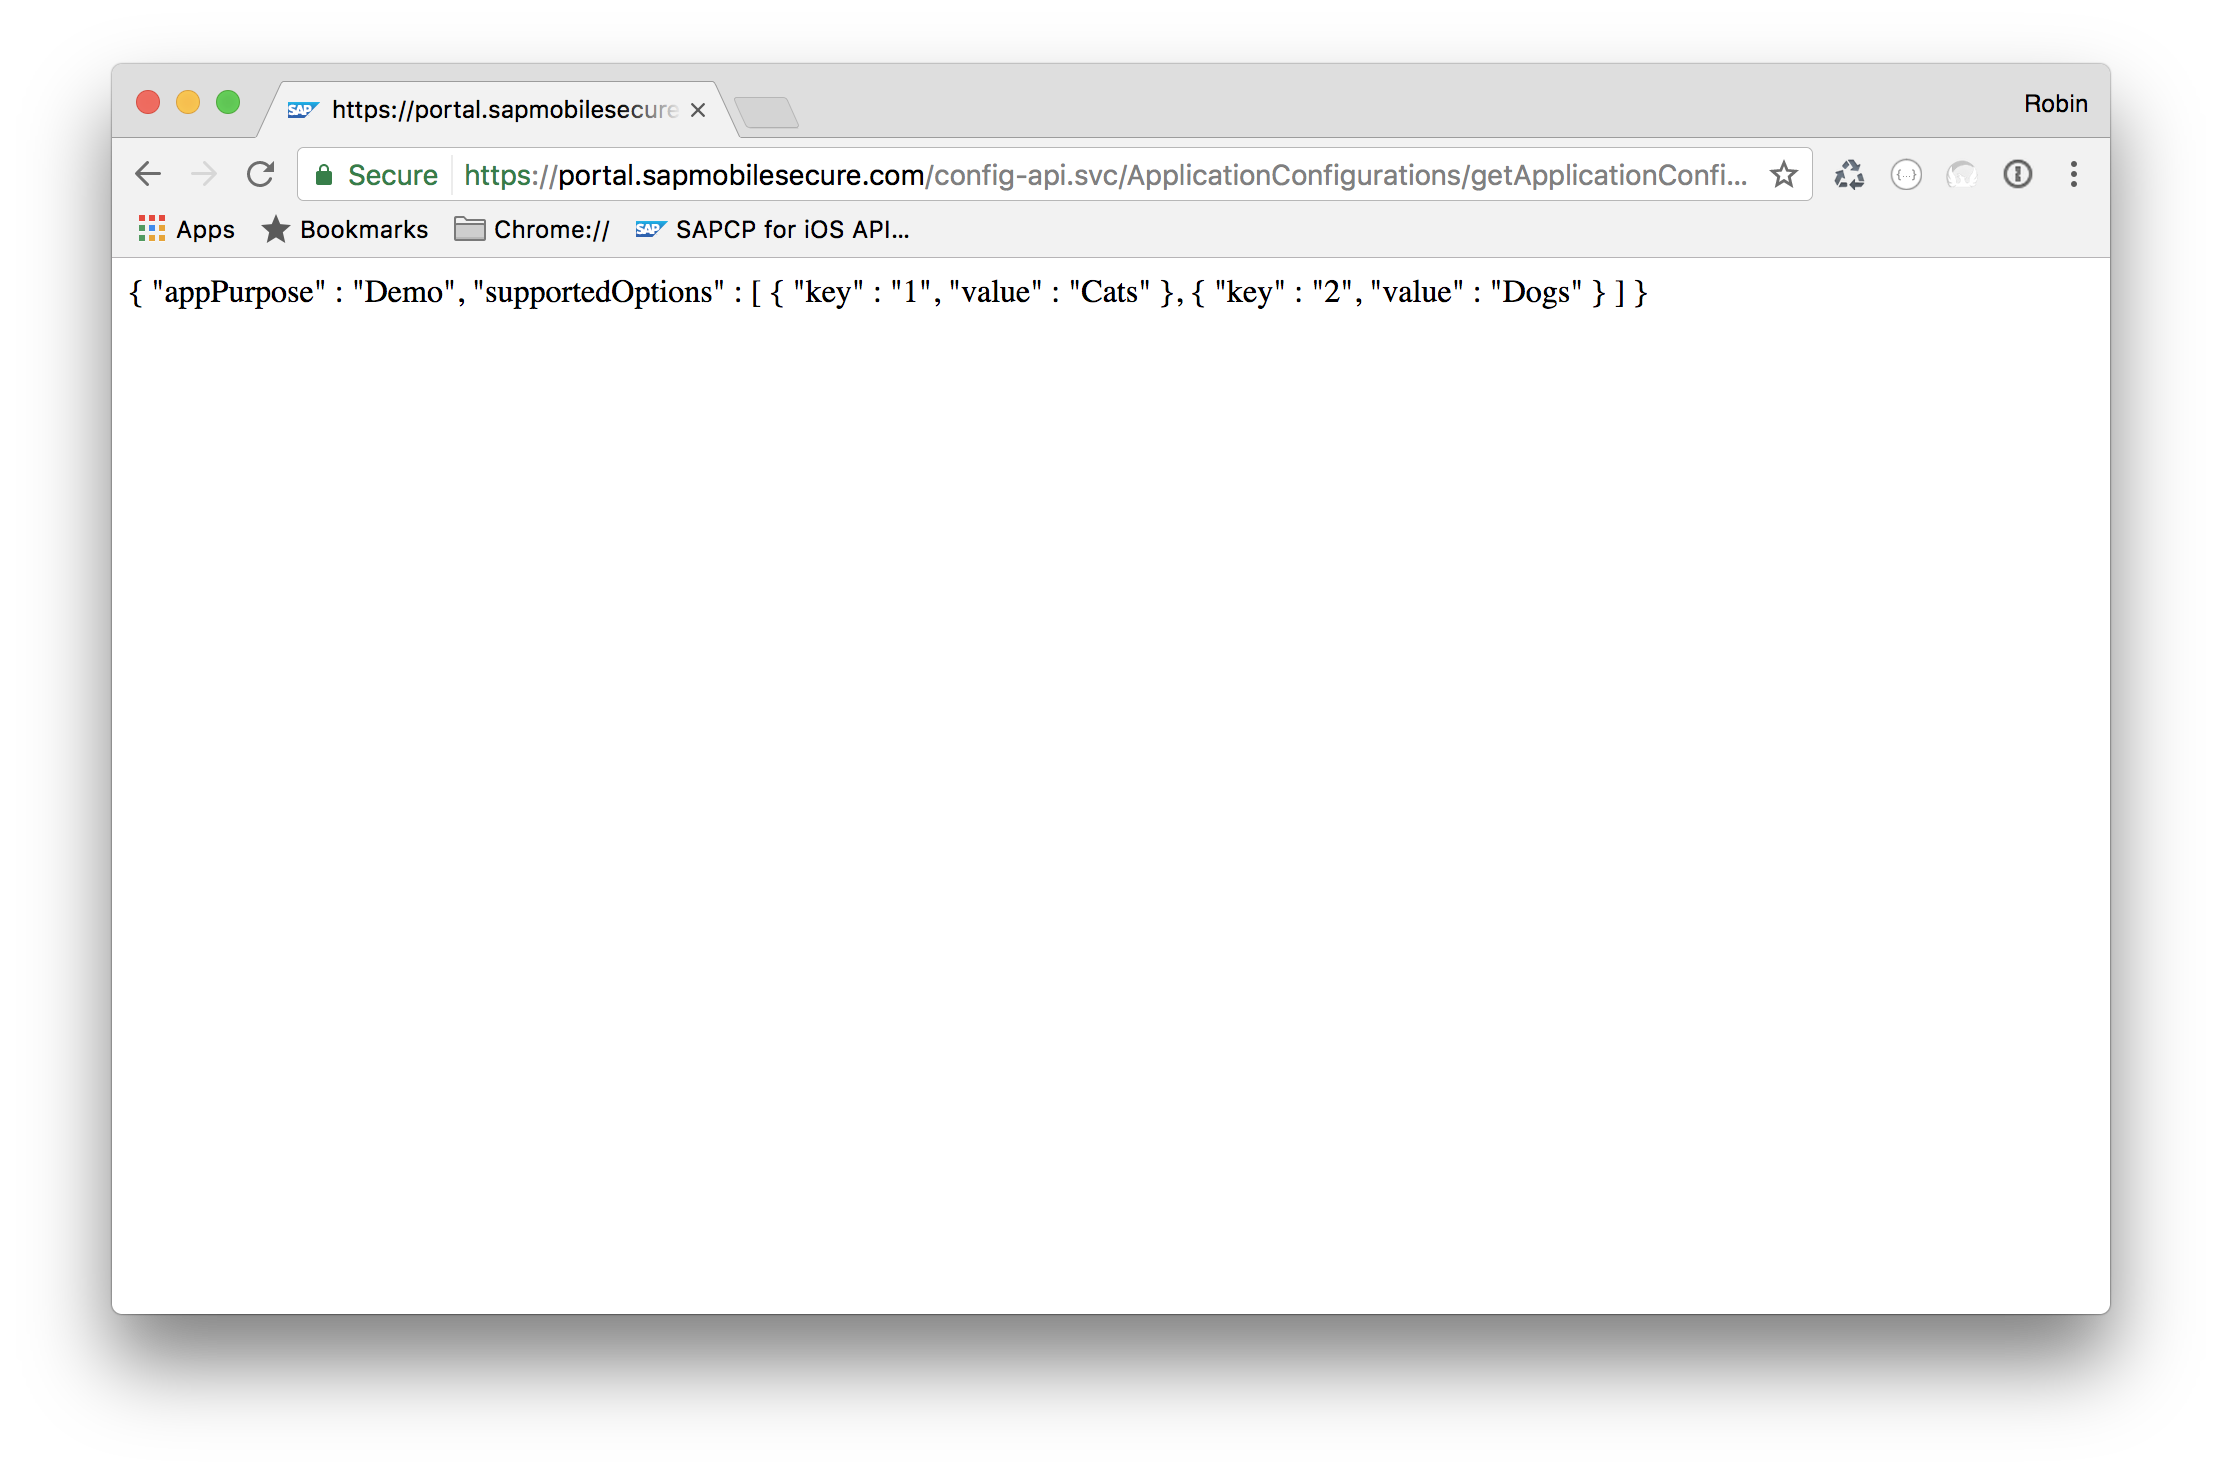 https://portal.sapmobilesecure
Robin
Secure https://portal.sapmobilesecure.com/config-api.svc/ApplicationConfigurations/getApplicationConfi...
Apps Bookmarks Chrome:// SAP SAPCP for iOS API...
{ "appPurpose" : "Demo", "supportedOptions" : [ { "key" : "1", "value" : "Cats" }, { "key" : "2", "value" : "Dogs" } ] }